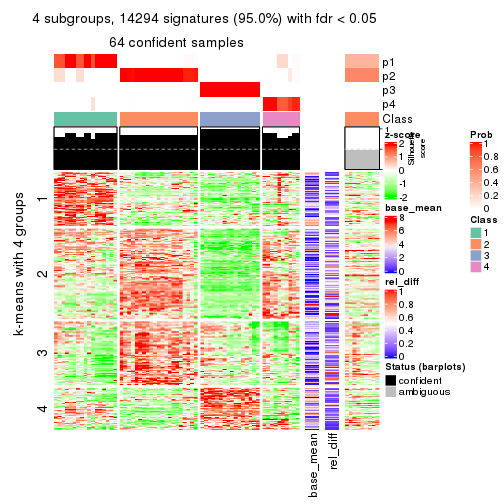 4 subgroups, 14294 signatures (95.0%) with fdr < 0.05
64 confident samples
p1
p2
p3
p4
Class
1
Silhouette
score
k-means with 4 groups
1
2
3
4
base_mean
rel_diff
z-score
2
1
0
-1
-2
base_mean
8
6
4
2
0
rel_diff
1
0.8
0.6
0.4
0.2
0
Status (barplots)
confident
ambiguous
Prob
1
0.8
0.6
0.4
0.2
0
Class
1
2
3
4